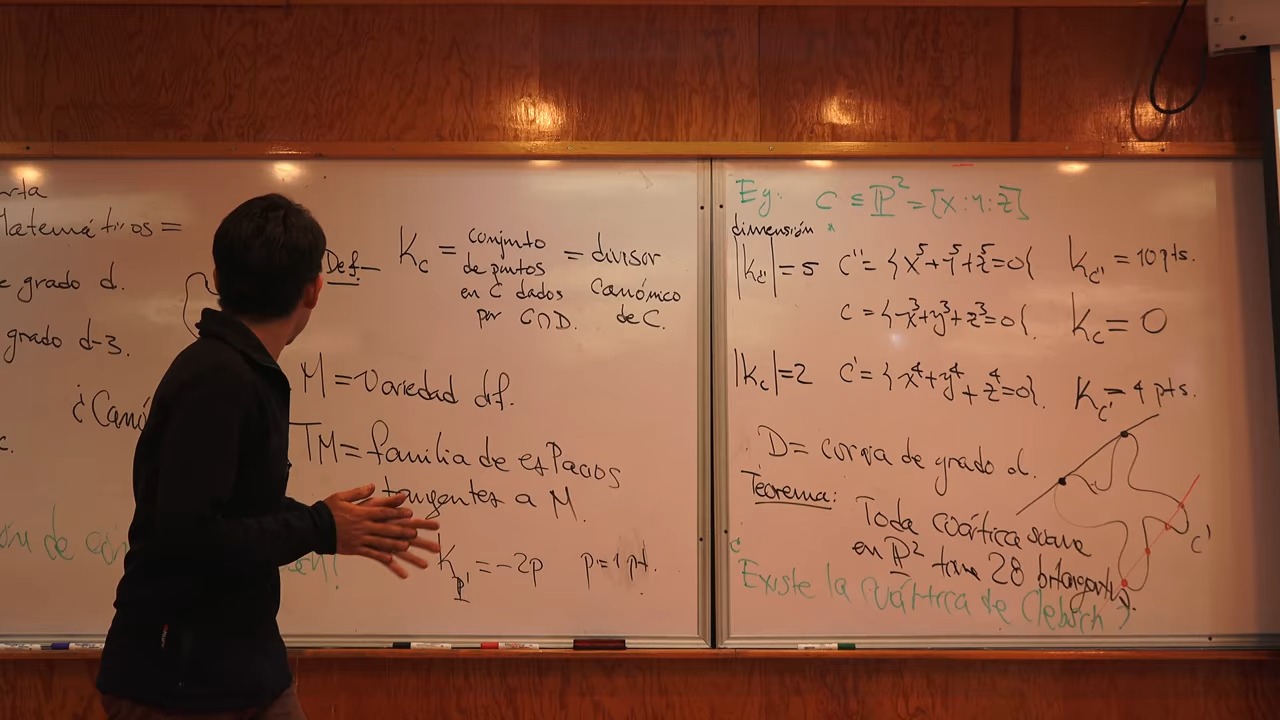 Matemáticos =
e grado d.
grado d-3.
¿Canó
c.
Def—
K_C = conjunto de puntos en C dados por C∩D. = divisor Canónico de C.
M = Variedad dif.
TM = familia de espacios
tangentes a M.
K_P¹ = -2p p = 1 pt.
Eg: C ⊆ ℙ² = [X:Y:Z]
dimensión
|K_C''| = 5 C'' = {x⁵+y⁵+z⁵=0} K_C'' = 10 pts.
C = {x³+y³+z³=0} K_C = 0
|K_C| = 2 C' = {x⁴+y⁴+z⁴=0}. K_C' = 4 pts.
D = curva de grado d.
Teorema: Toda cuártica suave
en ℙ² tiene 28 bitangentes.
C'
Existe la cuártica de Clebsch